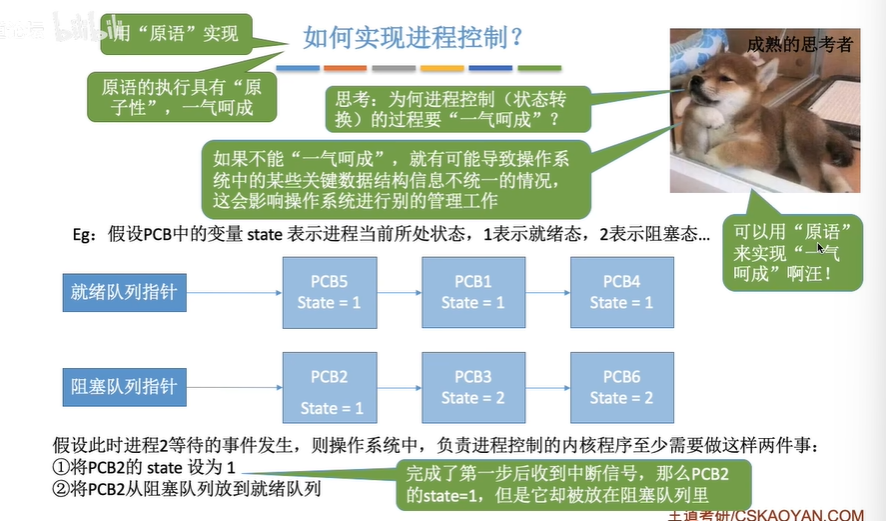 bilibili
用“原语”实现
如何实现进程控制？
成熟的思考者
原语的执行具有“原
子性”，一气呵成
思考：为何进程控制（状态转
换）的过程要“一气呵成”？
如果不能“一气呵成”，就有可能导致操作系
统中的某些关键数据结构信息不统一的情况，
这会影响操作系统进行别的管理工作
可以用“原语”
来实现“一气
呵成”啊汪！
Eg：假设PCB中的变量 state 表示进程当前所处状态，1表示就绪态，2表示阻塞态...
就绪队列指针
PCB5
State = 1
PCB1
State = 1
PCB4
State = 1
阻塞队列指针
PCB2
State = 1
PCB3
State = 2
PCB6
State = 2
假设此时进程2等待的事件发生，则操作系统中，负责进程控制的内核程序至少需要做这样两件事：
①将PCB2的 state 设为 1
②将PCB2从阻塞队列放到就绪队列
完成了第一步后收到中断信号，那么PCB2
的state=1，但是它却被放在阻塞队列里
王道考研/CSKAOYAN.COM